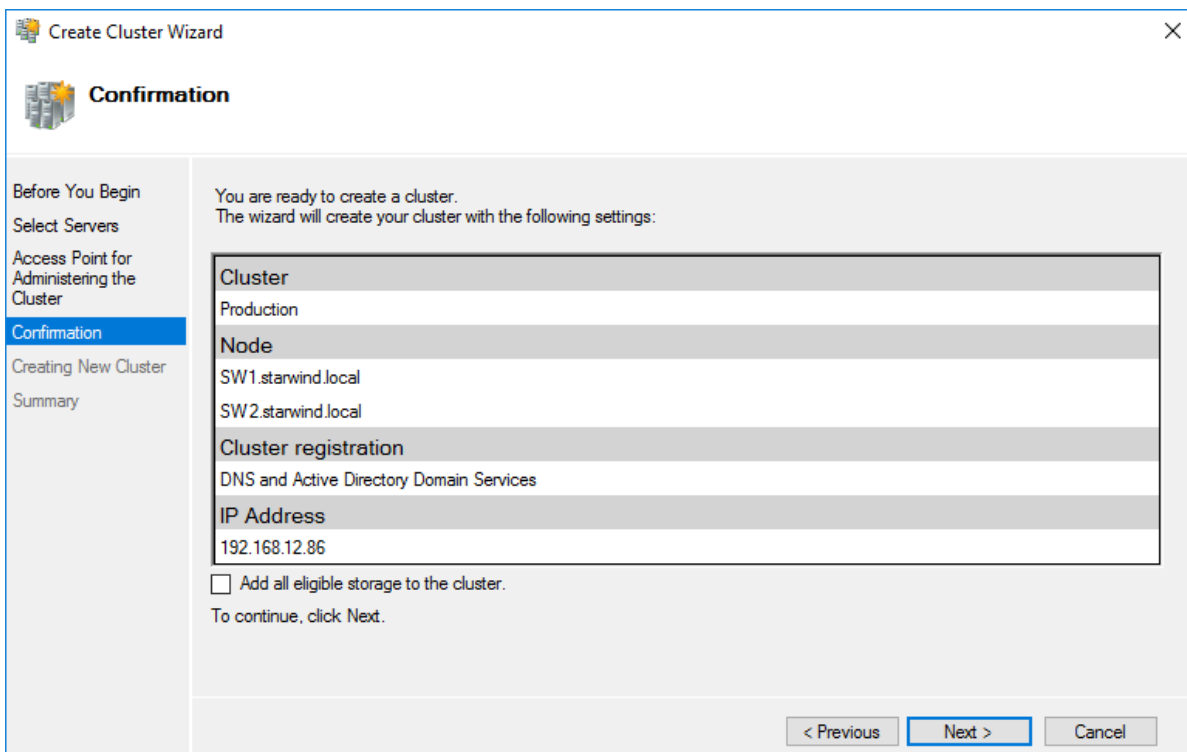 Create Cluster Wizard
Confirmation
Before You Begin
Select Servers
Access Point for
Administering the
Cluster
Confirmation
Creating New Cluster
Summary
You are ready to create a cluster.
The wizard will create your cluster with the following settings:
Cluster
Production
Node
SW1.starwind.local
SW2.starwind.local
Cluster registration
DNS and Active Directory Domain Services
IP Address
192.168.12.86
Add all eligible storage to the cluster.
To continue, click Next.
< Previous
Next >
Cancel